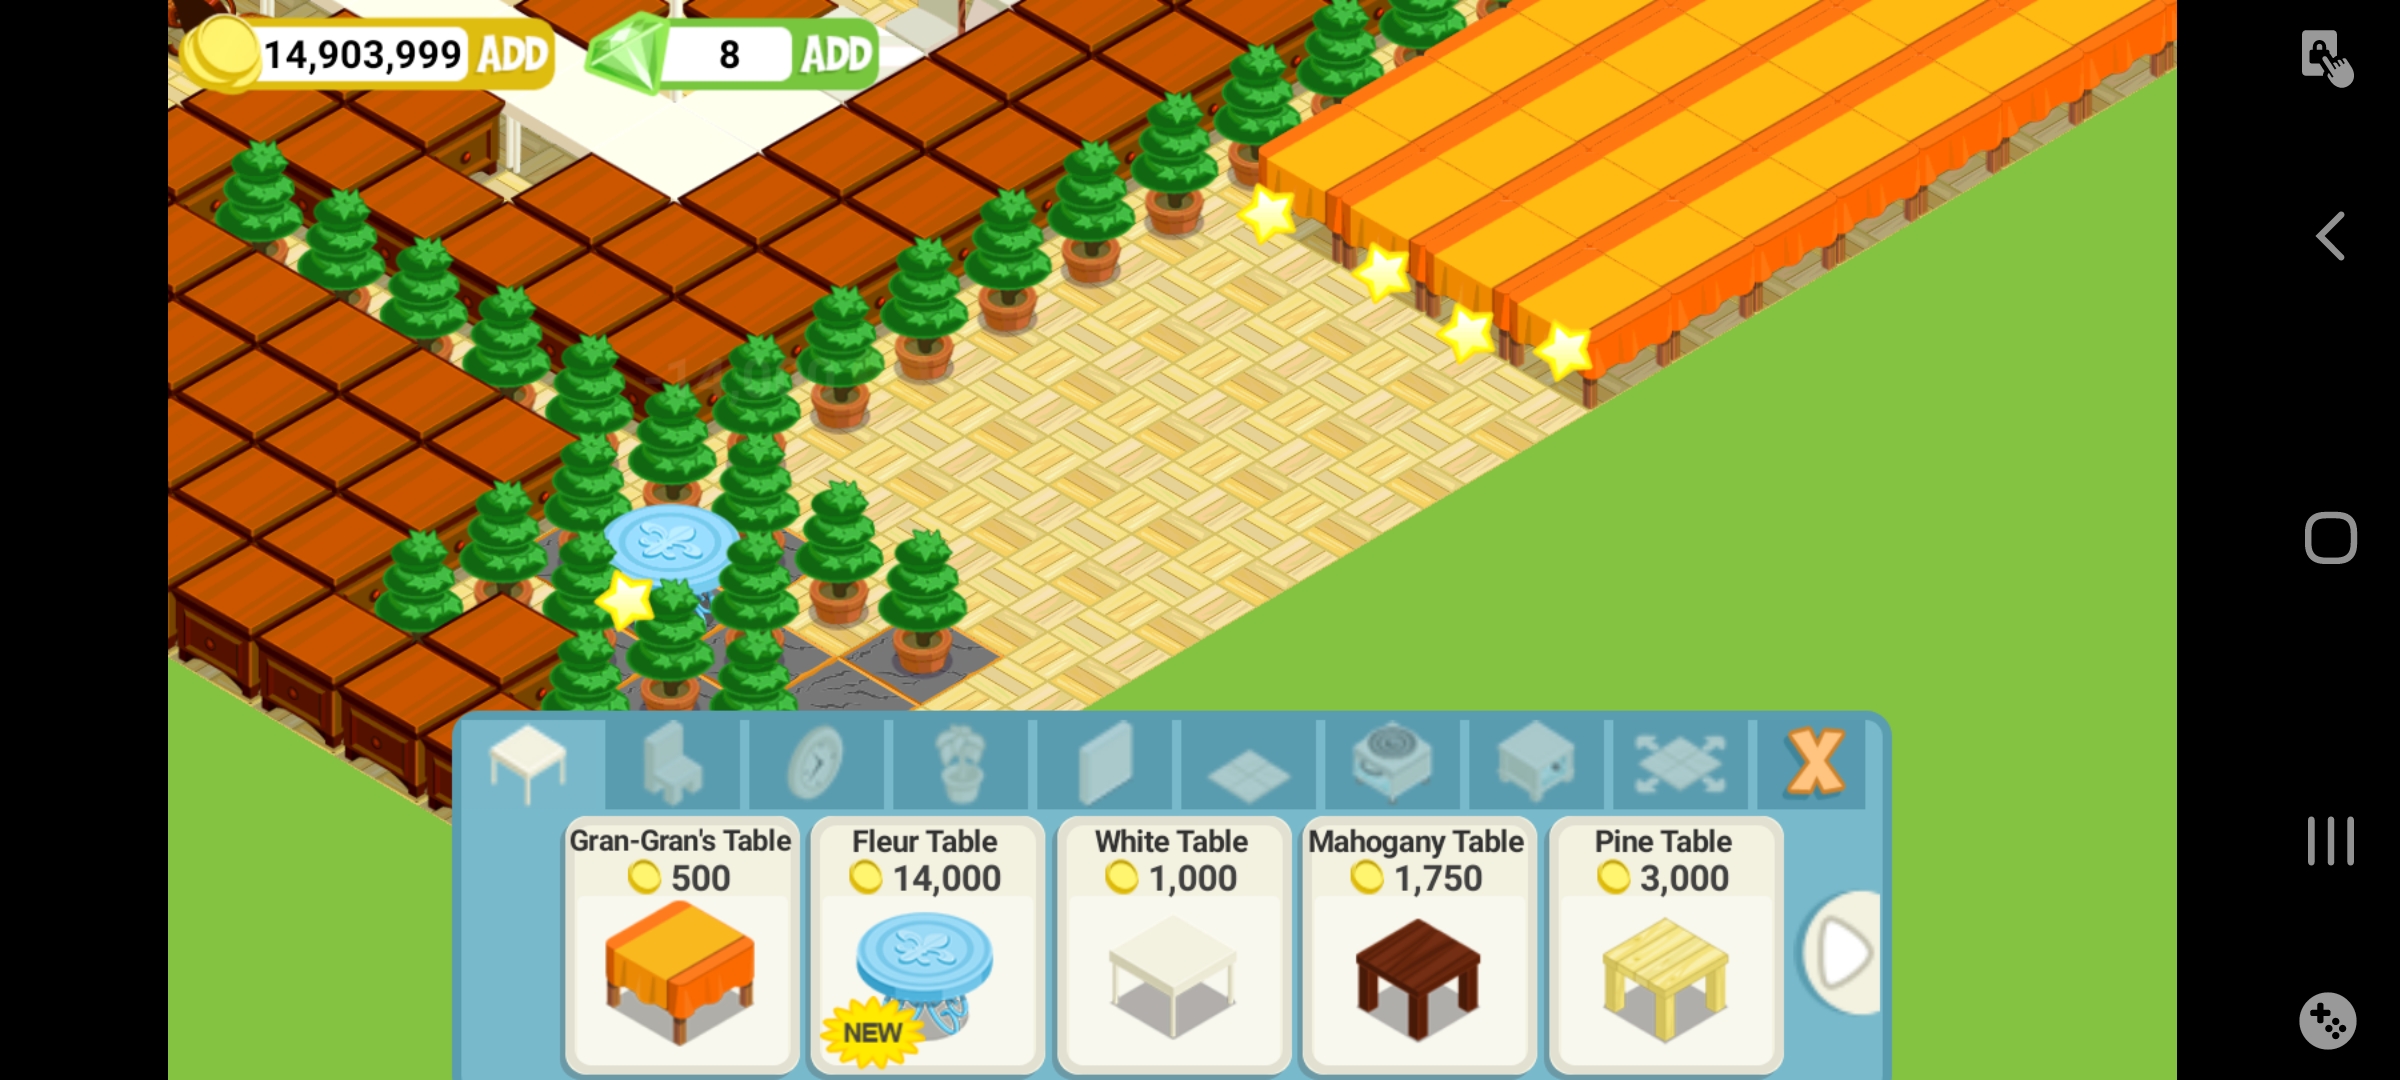 14,903,999 ADD 8 ADD
Gran-Gran's Table Fleur Table White Table Mahogany Table Pine Table
500 14,000 1,000 1,750 3,000
NEW